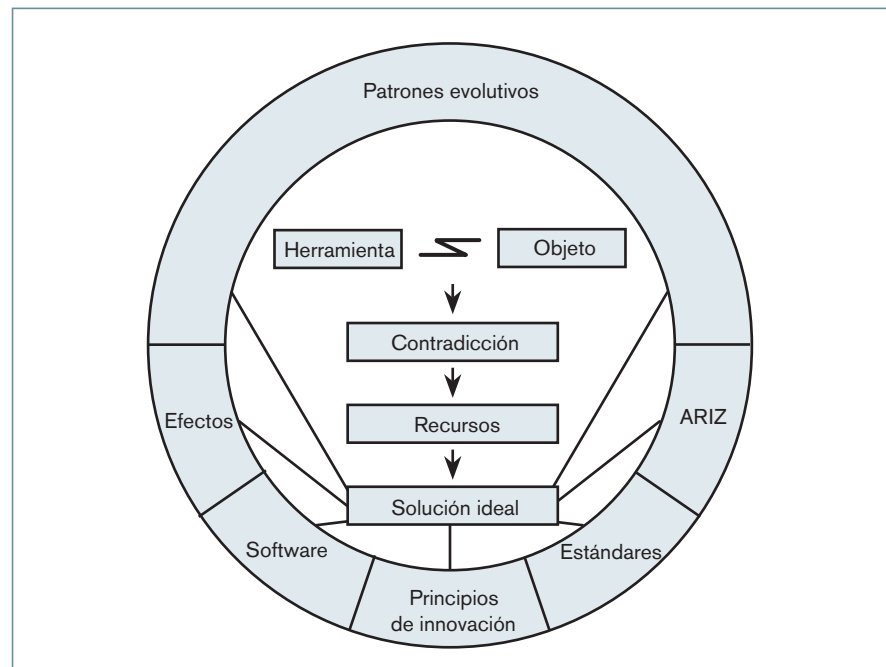 Patrones evolutivos
Herramienta
Objeto
Contradicción
Recursos
Solución ideal
Efectos
ARIZ
Software
Estándares
Principios
de innovación